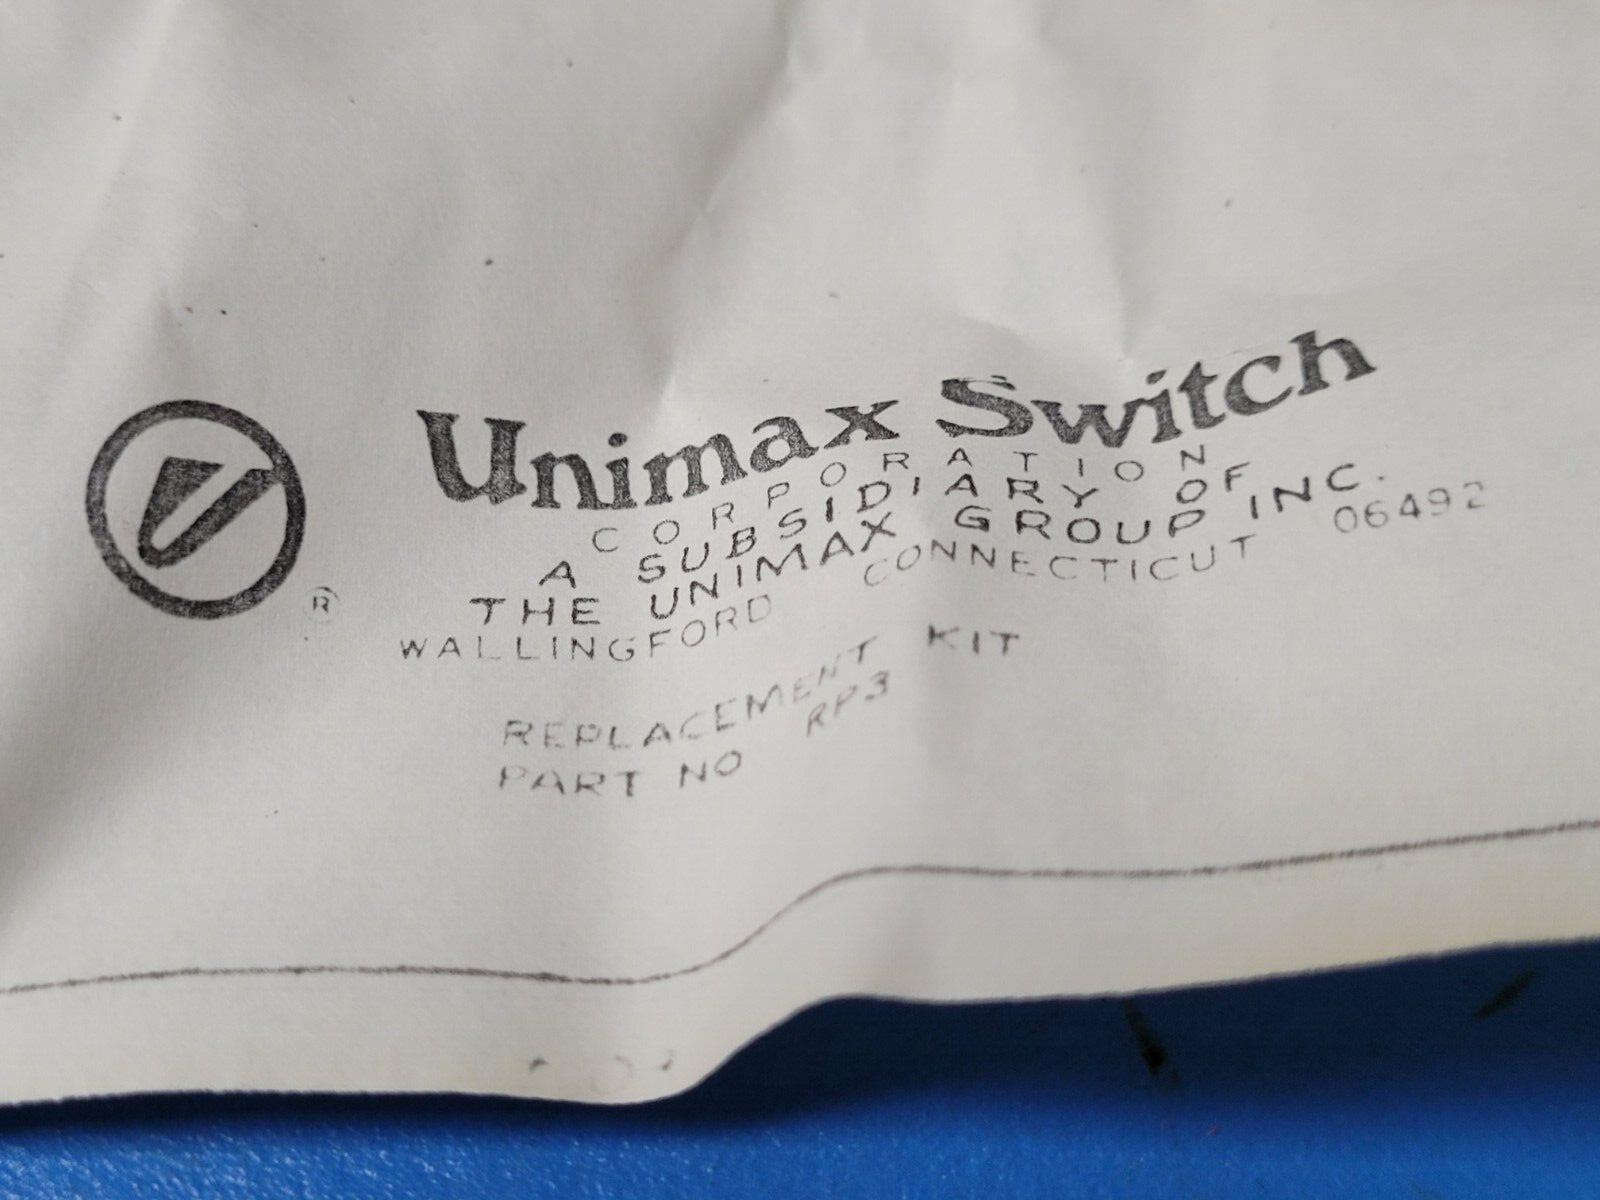 Unimax Switch
CORPORATION
A SUBSIDIARY OF
THE UNIMAX GROUP INC.
WALLINGFORD CONNECTICUT 06492
®
REPLACEMENT KIT
PART NO RP3